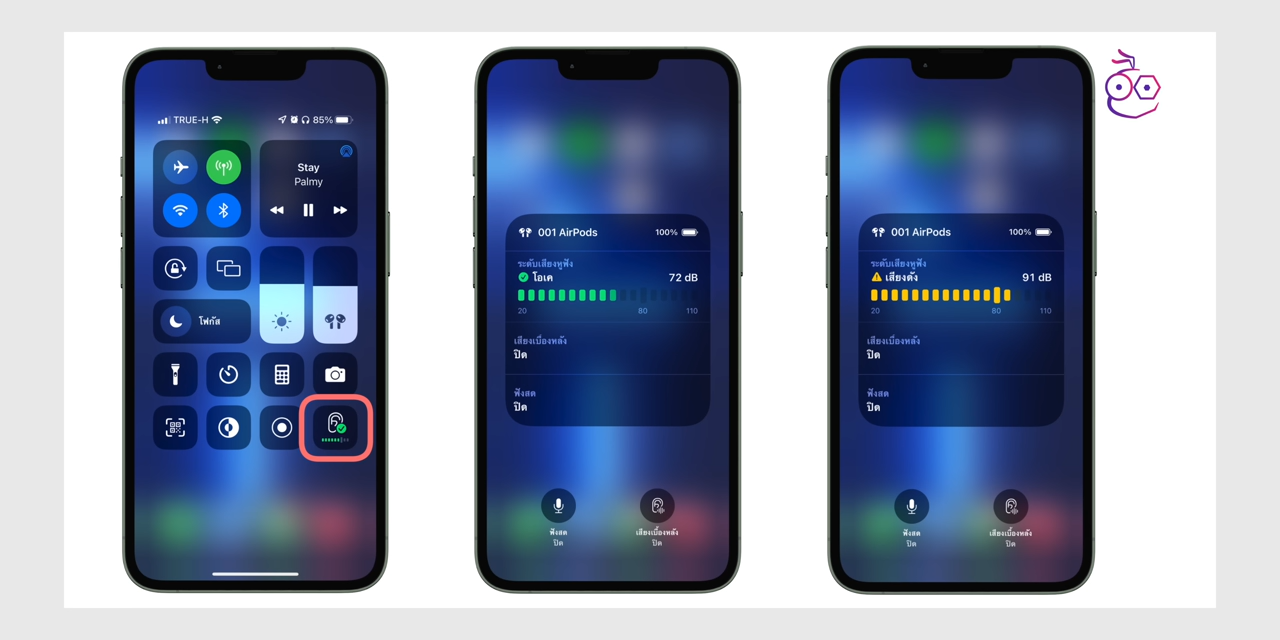 TRUE-H
85%
Stay
Palmy
โฟกัส
001 AirPods
100%
ระดับเสียงหูฟัง
โอเค
72 dB
20
80
110
เสียงเบื้องหลัง
ปิด
ฟังสด
ปิด
ฟังสด
ปิด
เสียงเบื้องหลัง
ปิด
001 AirPods
100%
ระดับเสียงหูฟัง
เสียงดัง
91 dB
20
80
110
เสียงเบื้องหลัง
ปิด
ฟังสด
ปิด
ฟังสด
ปิด
เสียงเบื้องหลัง
ปิด